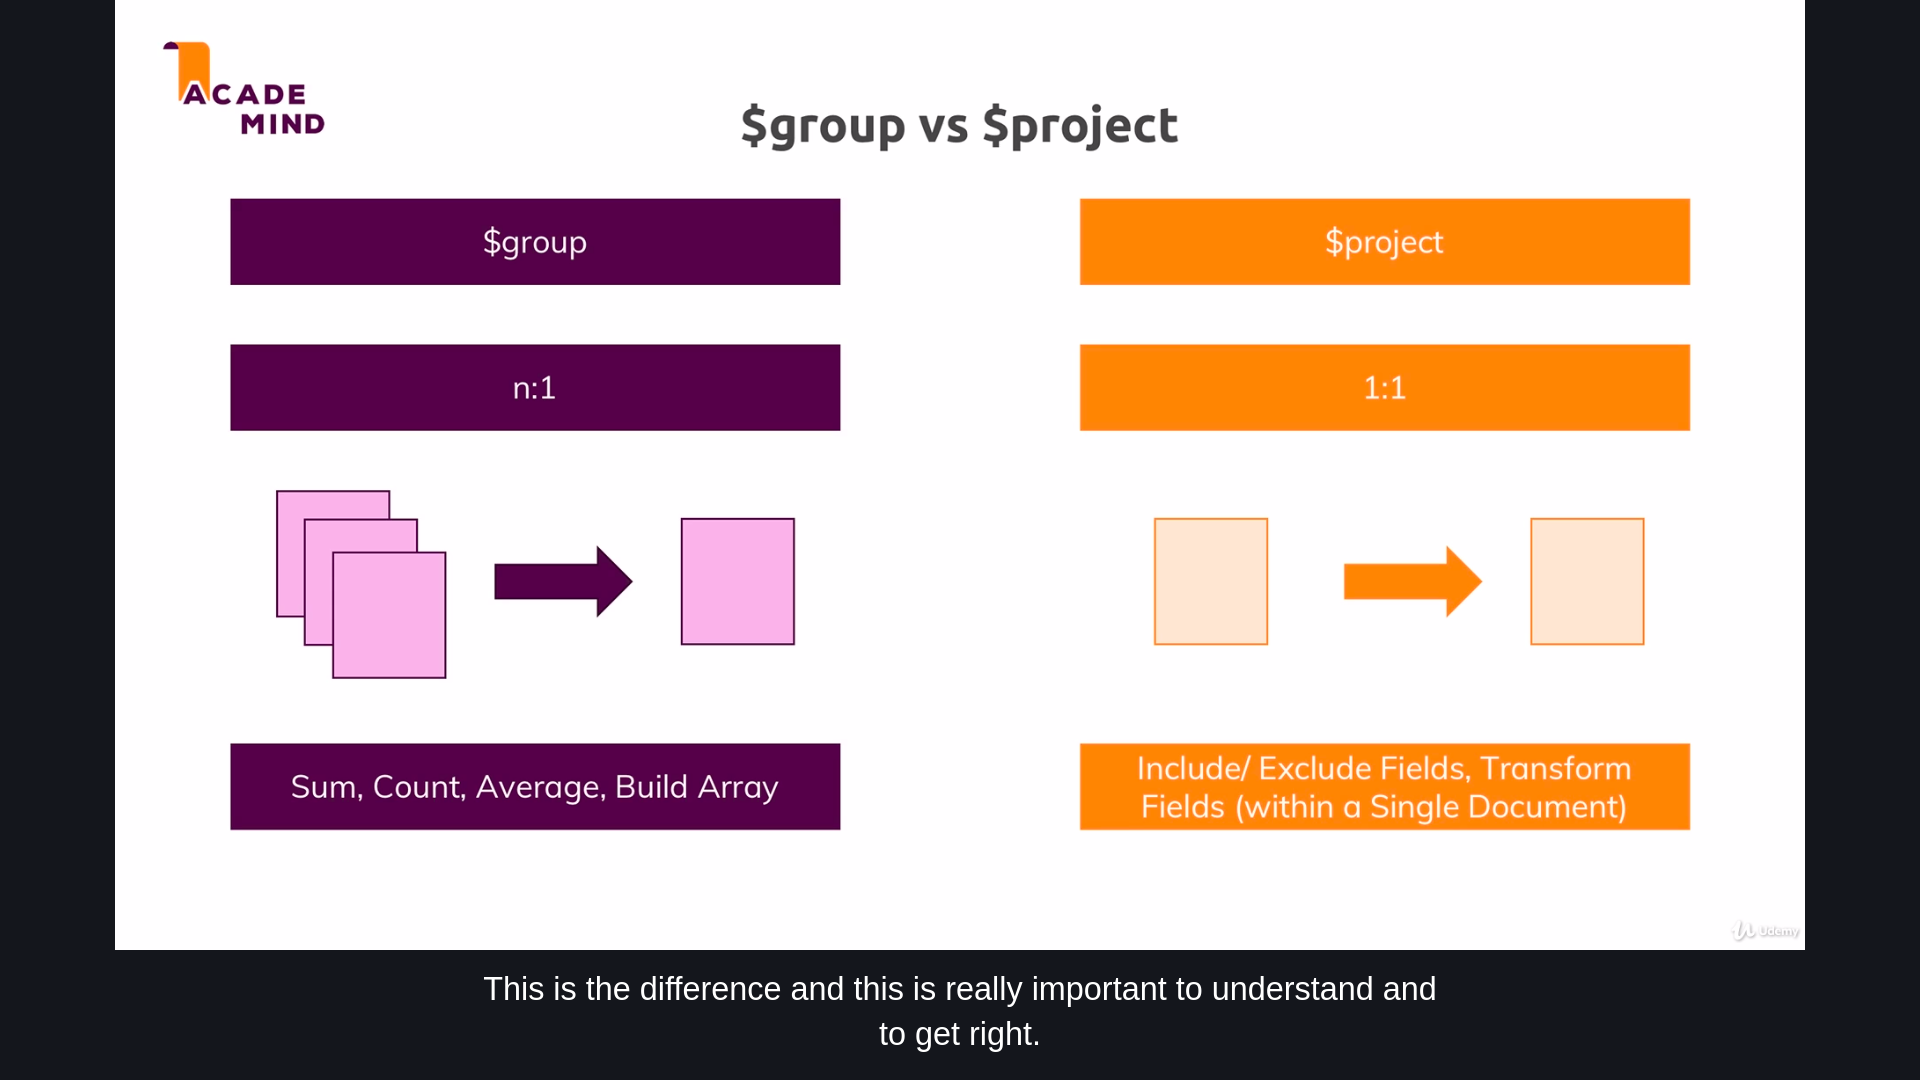 ACADE
MIND
$group vs $project
$group
$project
n:1
1:1
Sum, Count, Average, Build Array
Include/ Exclude Fields, Transform
Fields (within a Single Document)
Udemy
This is the difference and this is really important to understand and
to get right.